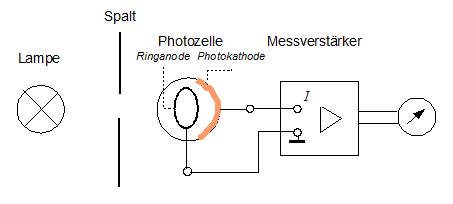 Spalt
Lampe
Photozelle
Ringanode Photokathode
Messverstärker
I